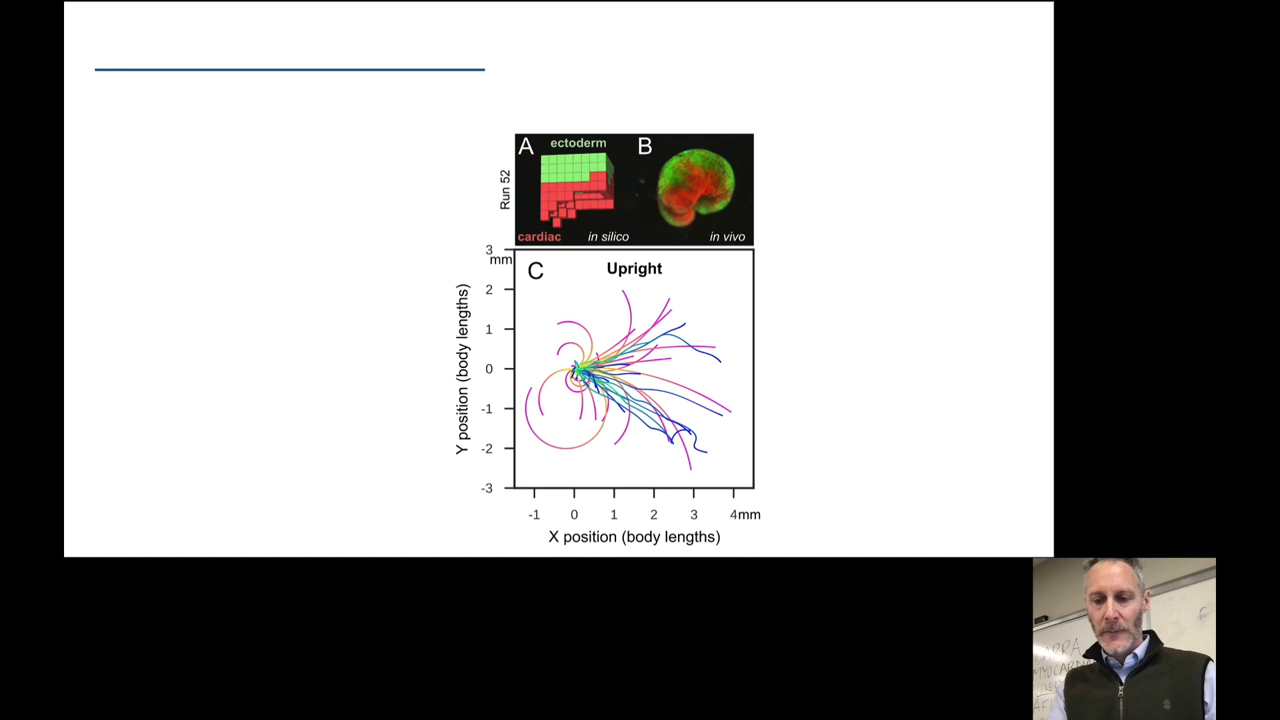 A
ectoderm
B
Run 52
cardiac
in silico
in vivo
3
mm
C
Upright
2
1
0
-1
-2
-3
Y position (body lengths)
-1
0
1
2
3
4mm
X position (body lengths)